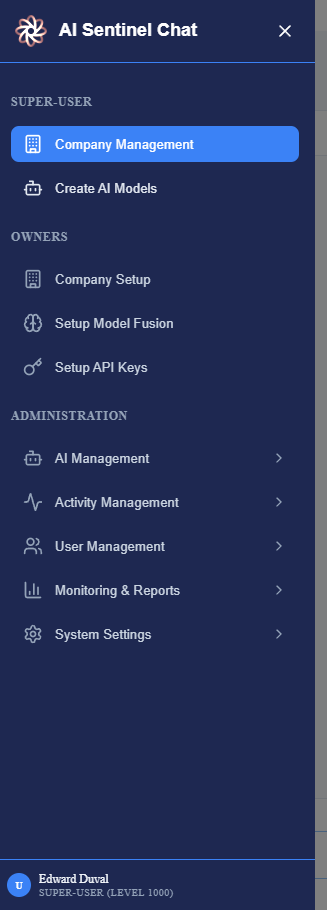 AI Sentinel Chat
SUPER-USER
Company Management
Create AI Models
OWNERS
Company Setup
Setup Model Fusion
Setup API Keys
ADMINISTRATION
AI Management
Activity Management
User Management
Monitoring & Reports
System Settings
U
Edward Duval
SUPER-USER (LEVEL 1000)